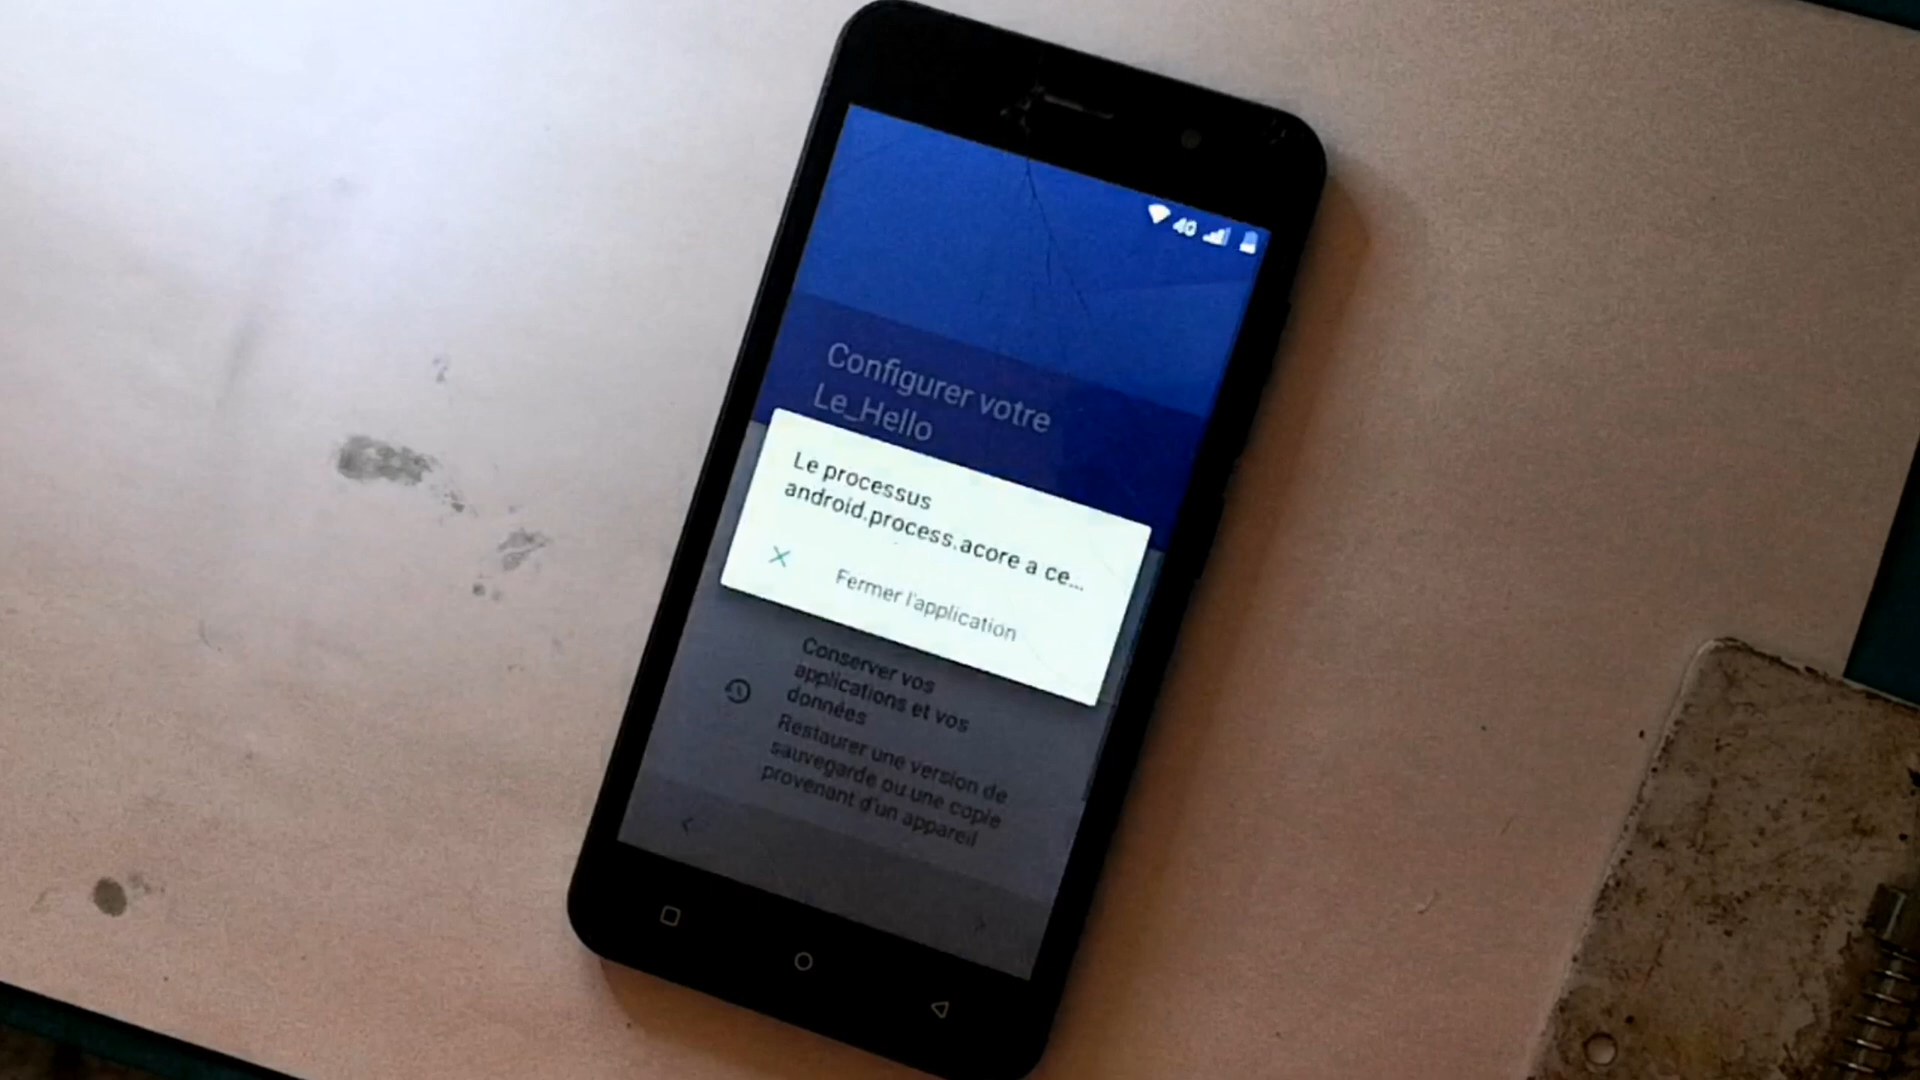 4G
Configurer votre
Le_Hello
Le processus
android.process.acore a ce...
Fermer l'application
Conserver vos
applications et vos
données
Restaurer une version de
sauvegarde ou une copie
provenant d'un appareil